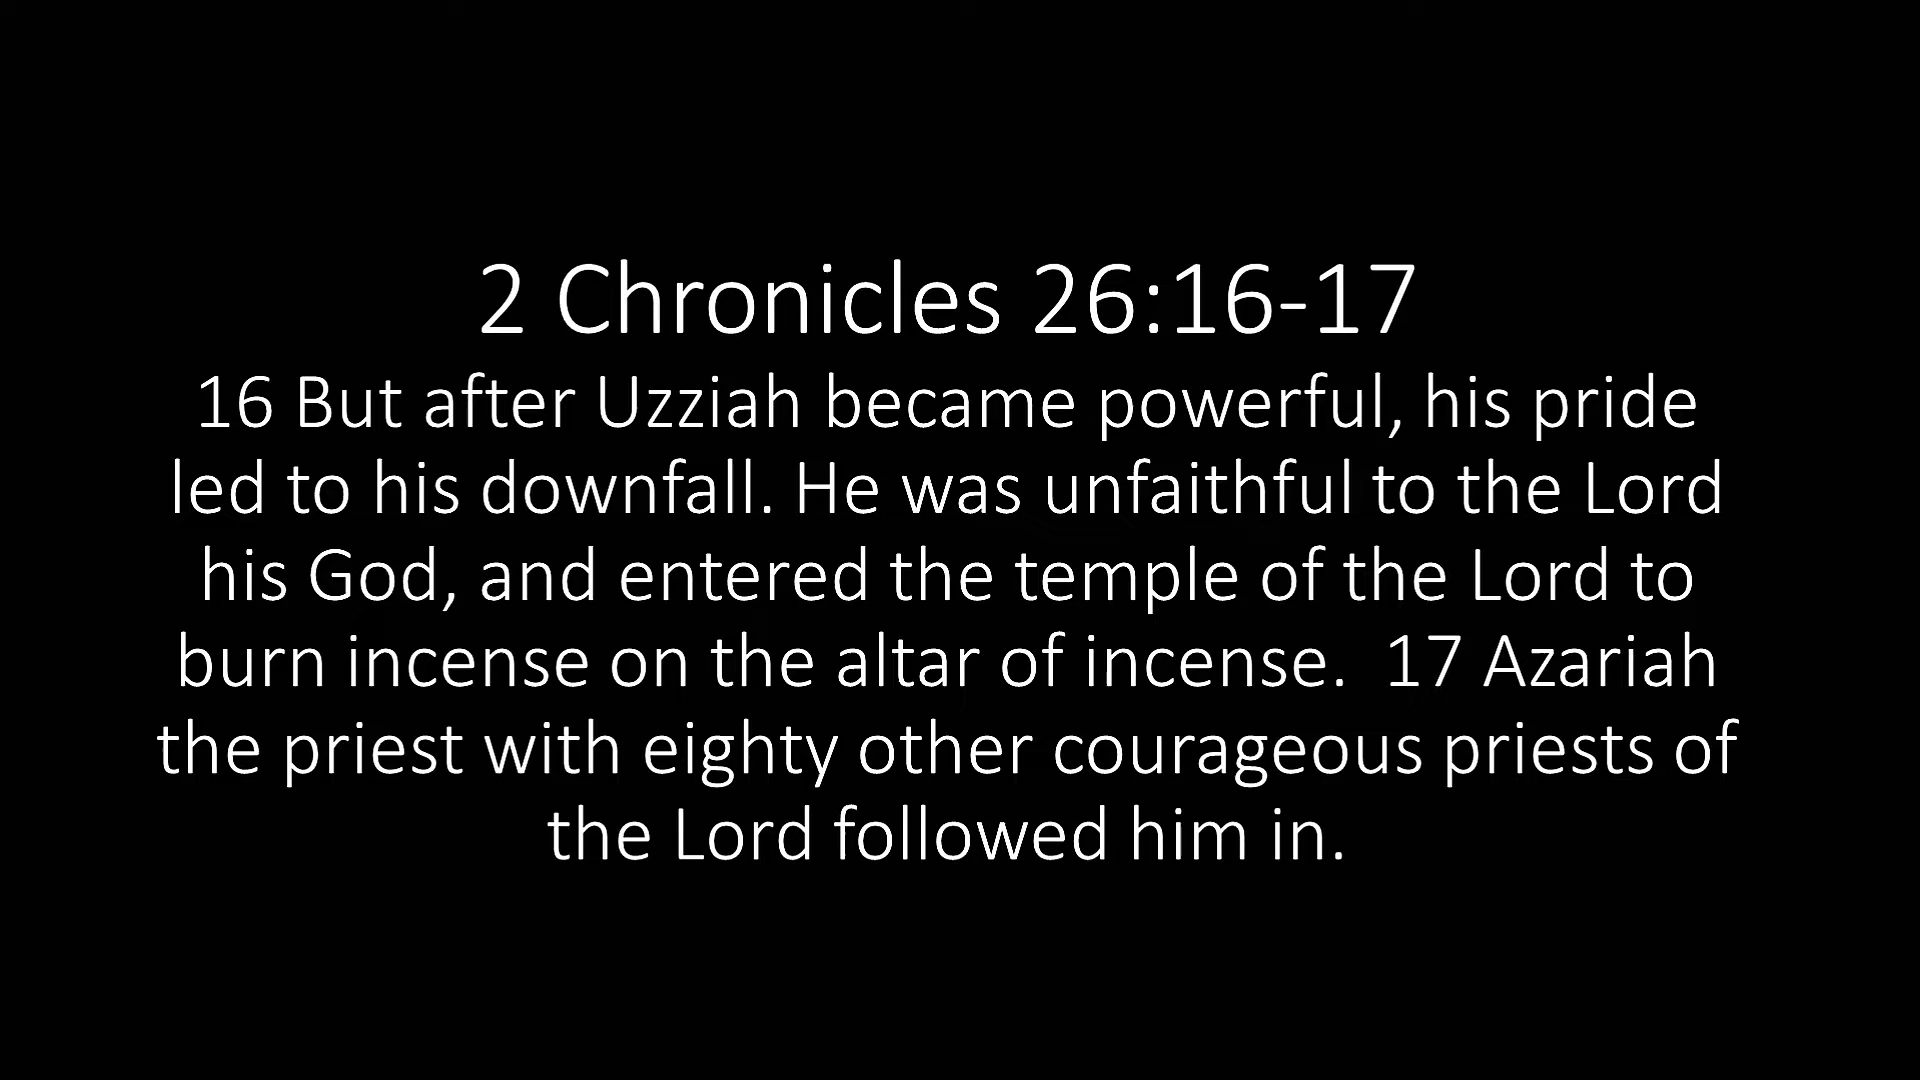 2 Chronicles 26:16-17
16 But after Uzziah became powerful, his pride
led to his downfall. He was unfaithful to the Lord
his God, and entered the temple of the Lord to
burn incense on the altar of incense.  17 Azariah
the priest with eighty other courageous priests of
the Lord followed him in.